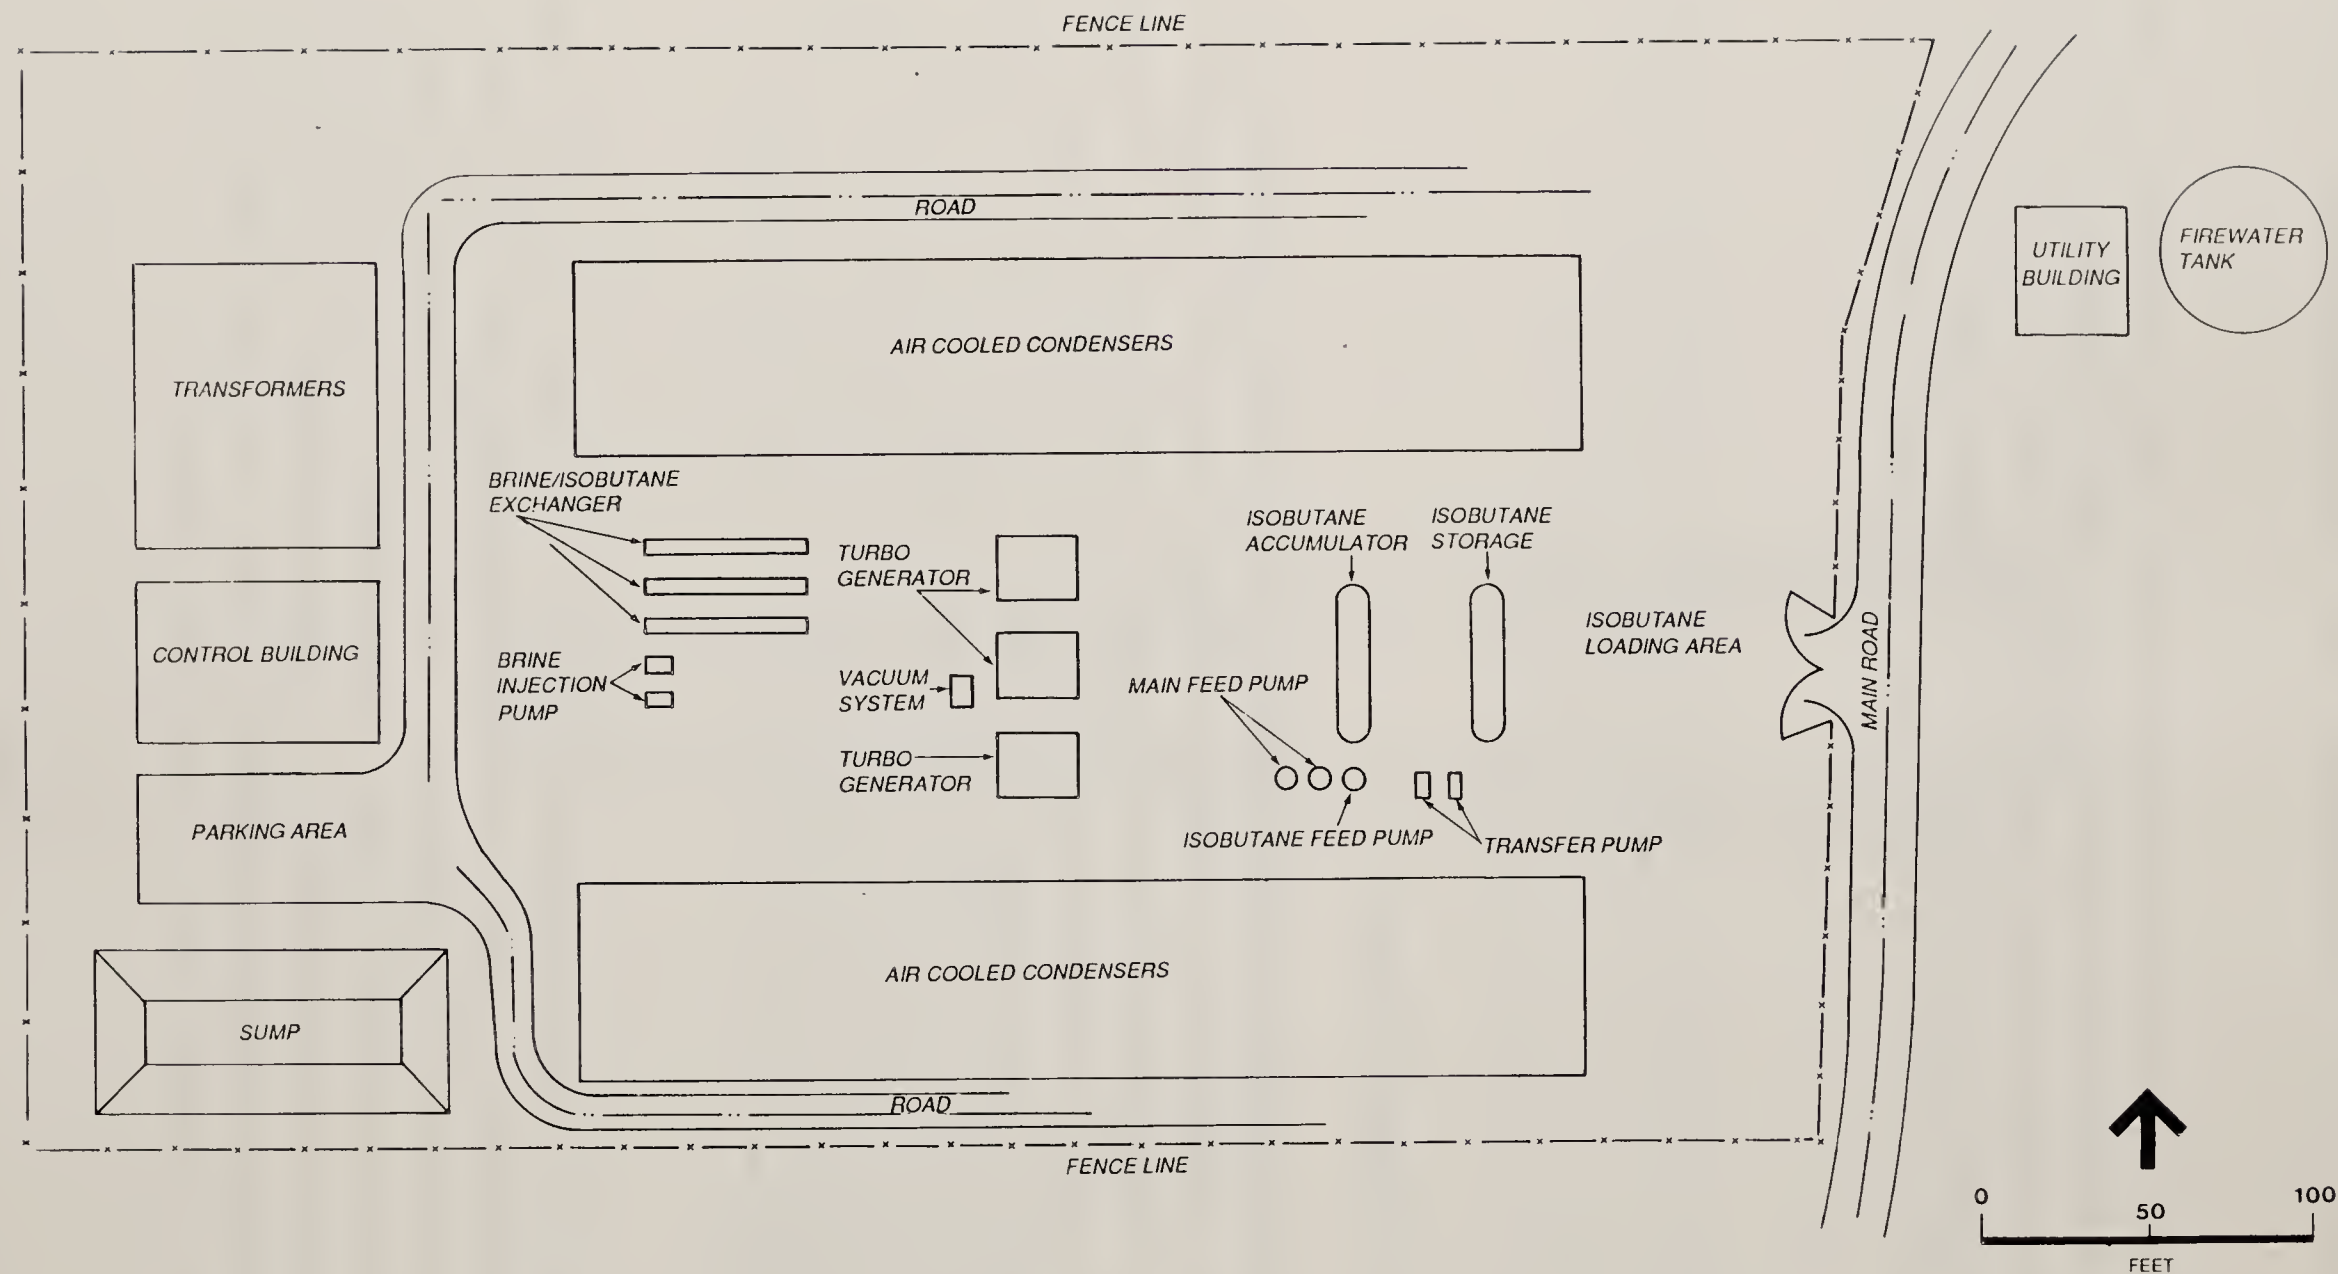 FENCE LINE
ROAD
UTILITY
BUILDING
FIREWATER
TANK
AIR COOLED CONDENSERS
TRANSFORMERS
BRINE/ISOBUTANE
EXCHANGER
ISOBUTANE
ACCUMULATOR
ISOBUTANE
STORAGE
TURBO
GENERATOR
ISOBUTANE
LOADING AREA
MAIN ROAD
CONTROL BUILDING
BRINE
INJECTION
PUMP
VACUUM
SYSTEM
MAIN FEED PUMP
TURBO
GENERATOR
PARKING AREA
ISOBUTANE FEED PUMP
TRANSFER PUMP
AIR COOLED CONDENSERS
SUMP
ROAD
FENCE LINE
0
50
100
FEET